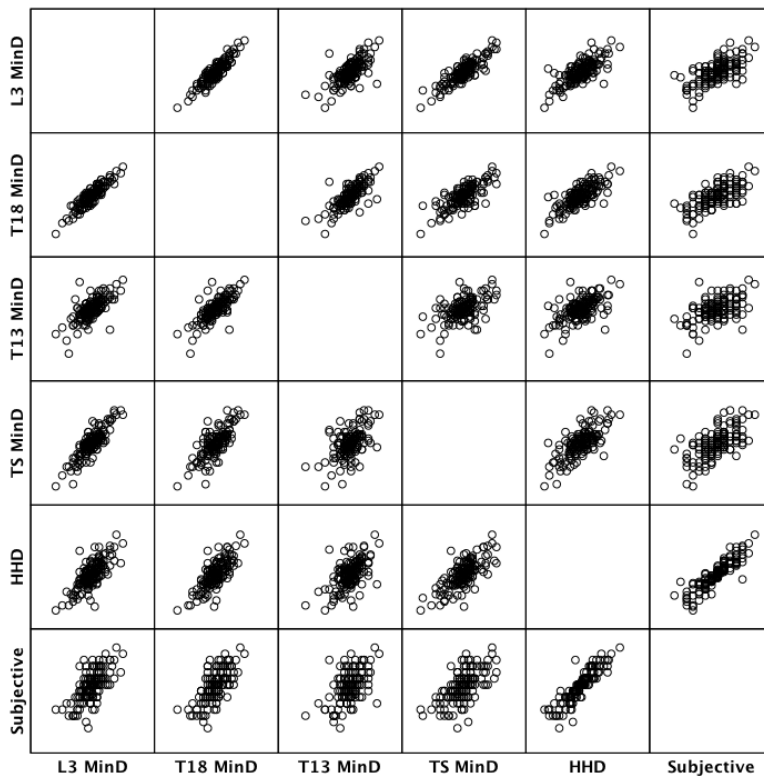 L3 MinD
T18 MinD
T13 MinD
TS MinD
HHD
Subjective
L3 MinD
T18 MinD
T13 MinD
TS MinD
HHD
Subjective